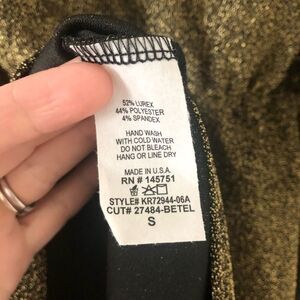 52% LUREX
44% POLYESTER
4% SPANDEX
HAND WASH
WITH COLD WATER
DO NOT BLEACH
HANG OR LINE DRY
MADE IN U.S.A.
RN # 145751
STYLE# KR72944-06A
CUT# 27484-BETEL
S